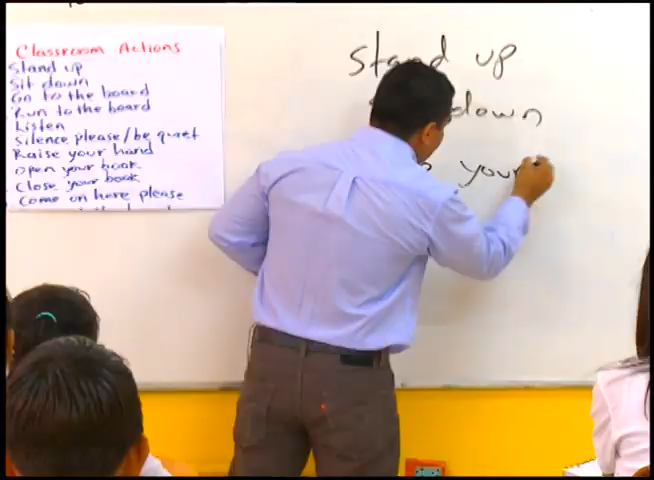 Classroom Actions
Stand up
Sit down
Go to the board
Run to the board
Listen
Silence please/be quiet
Raise your hand
Open your book
Close your book
Come on here please
stand up
down
your